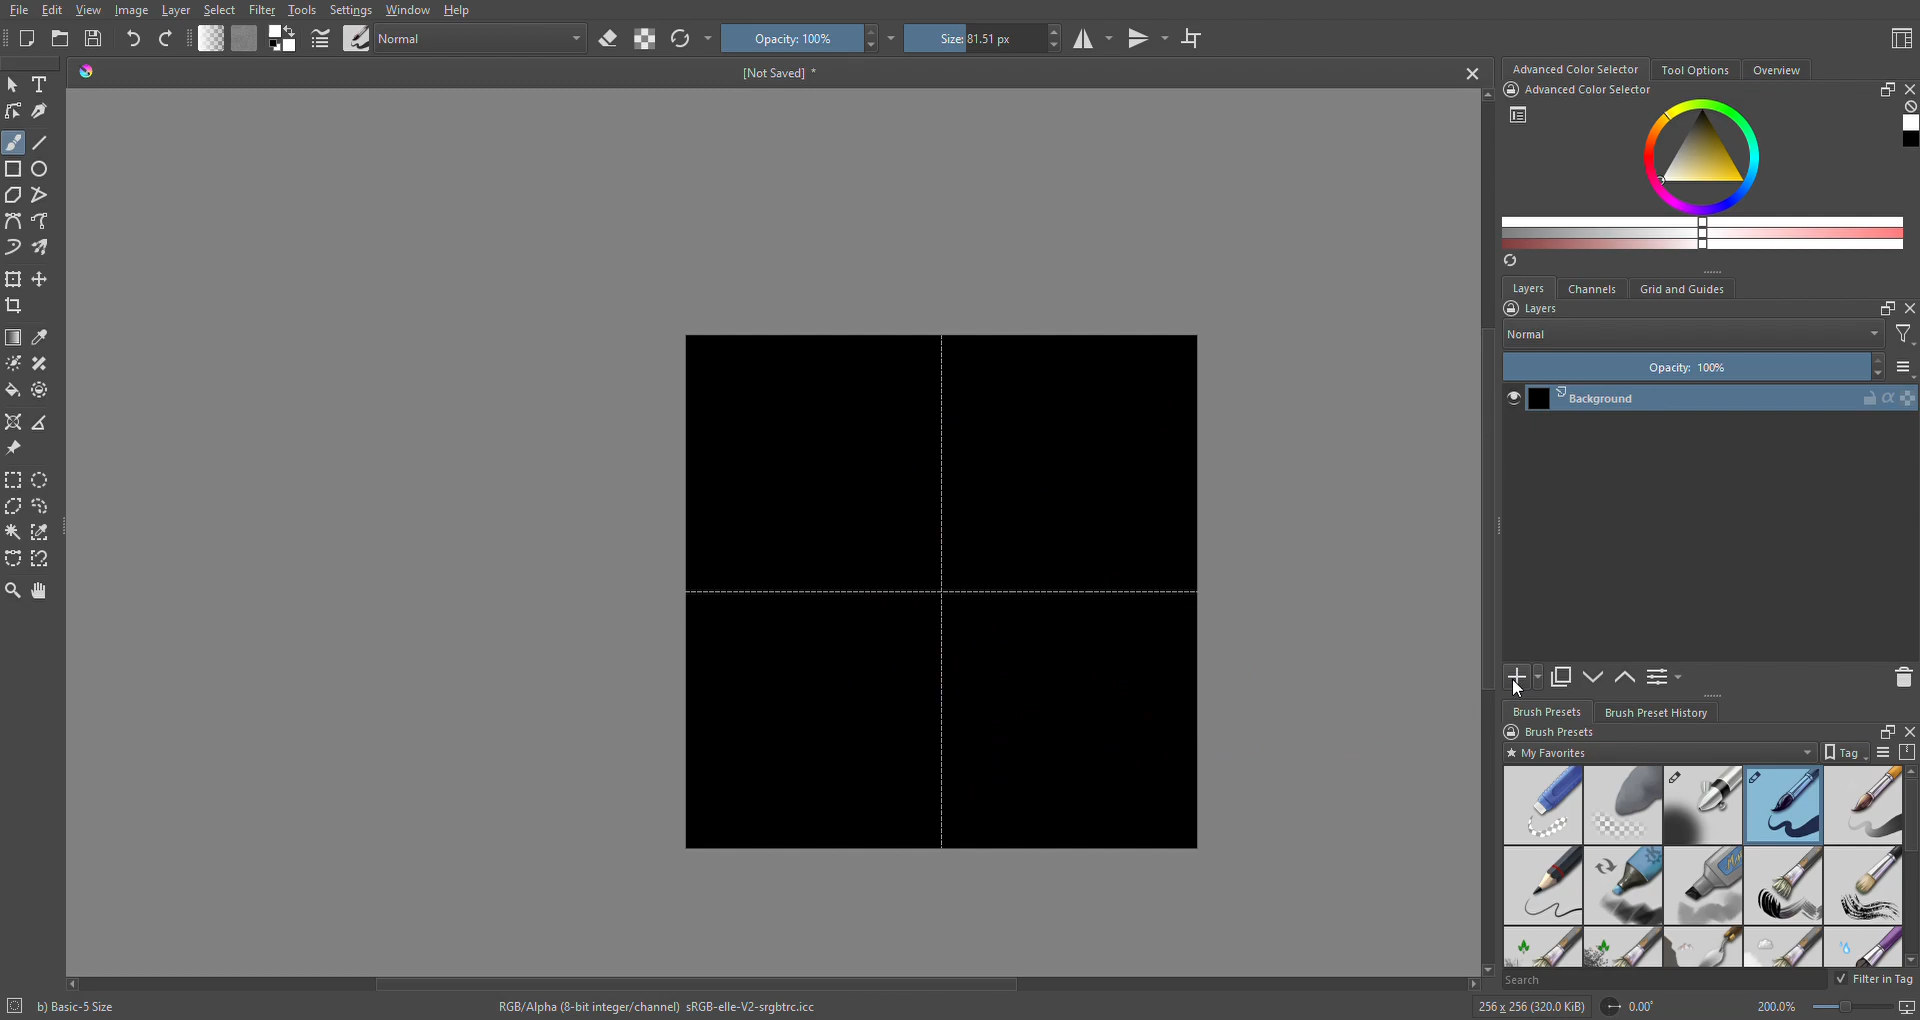 File Edit View Image Layer Select Filter Tools Settings Window Help
Normal Opacity: 100% Size: 81.51 px
[Not Saved] *
Advanced Color Selector Tool Options Overview
Advanced Color Selector
Layers Channels Grid and Guides
Layers
Normal
Opacity: 100%
Background
Brush Presets Brush Preset History
Brush Presets
★ My Favorites Tag
Search Filter in Tag
b) Basic-5 Size RGB/Alpha (8-bit integer/channel) sRGB-elle-V2-srgbtrc.icc 256 x 256 (320.0 KiB) 0.00° 200.0%